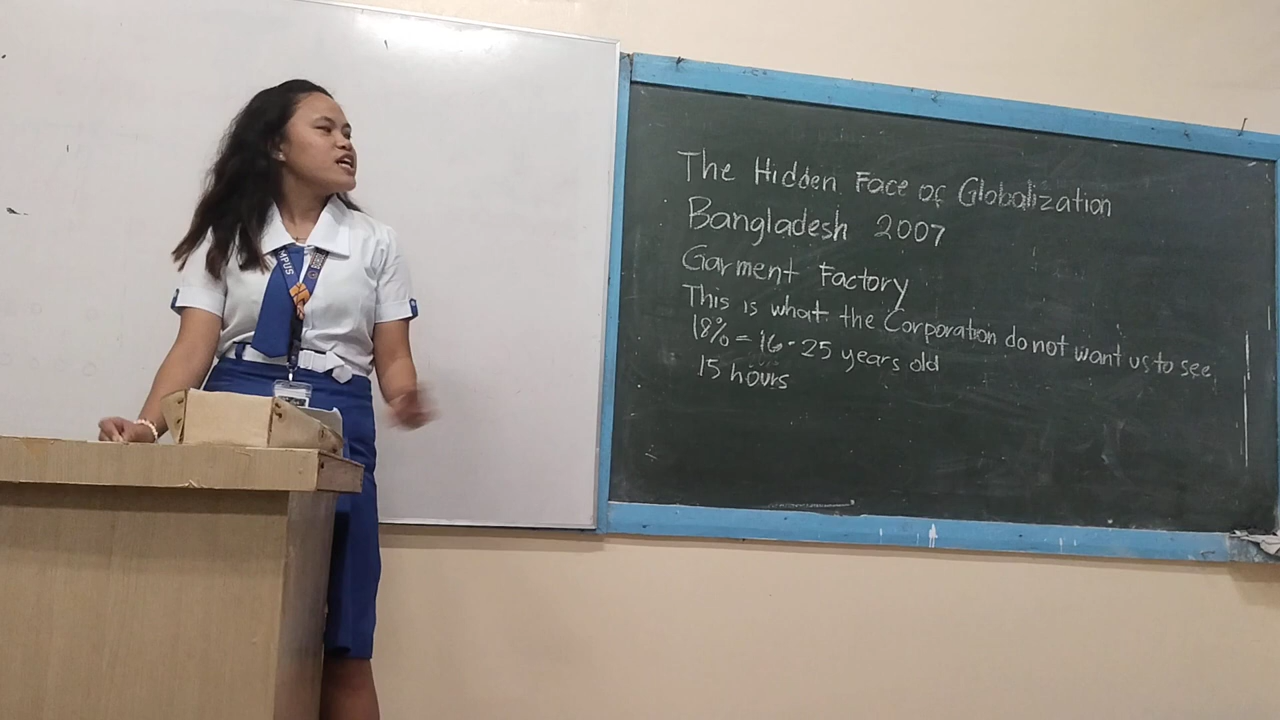 MPUS
The Hidden Face of Globalization
Bangladesh 2007
Garment Factory
This is what the Corporation do not want us to see
18% = 16-25 years old
15 hours